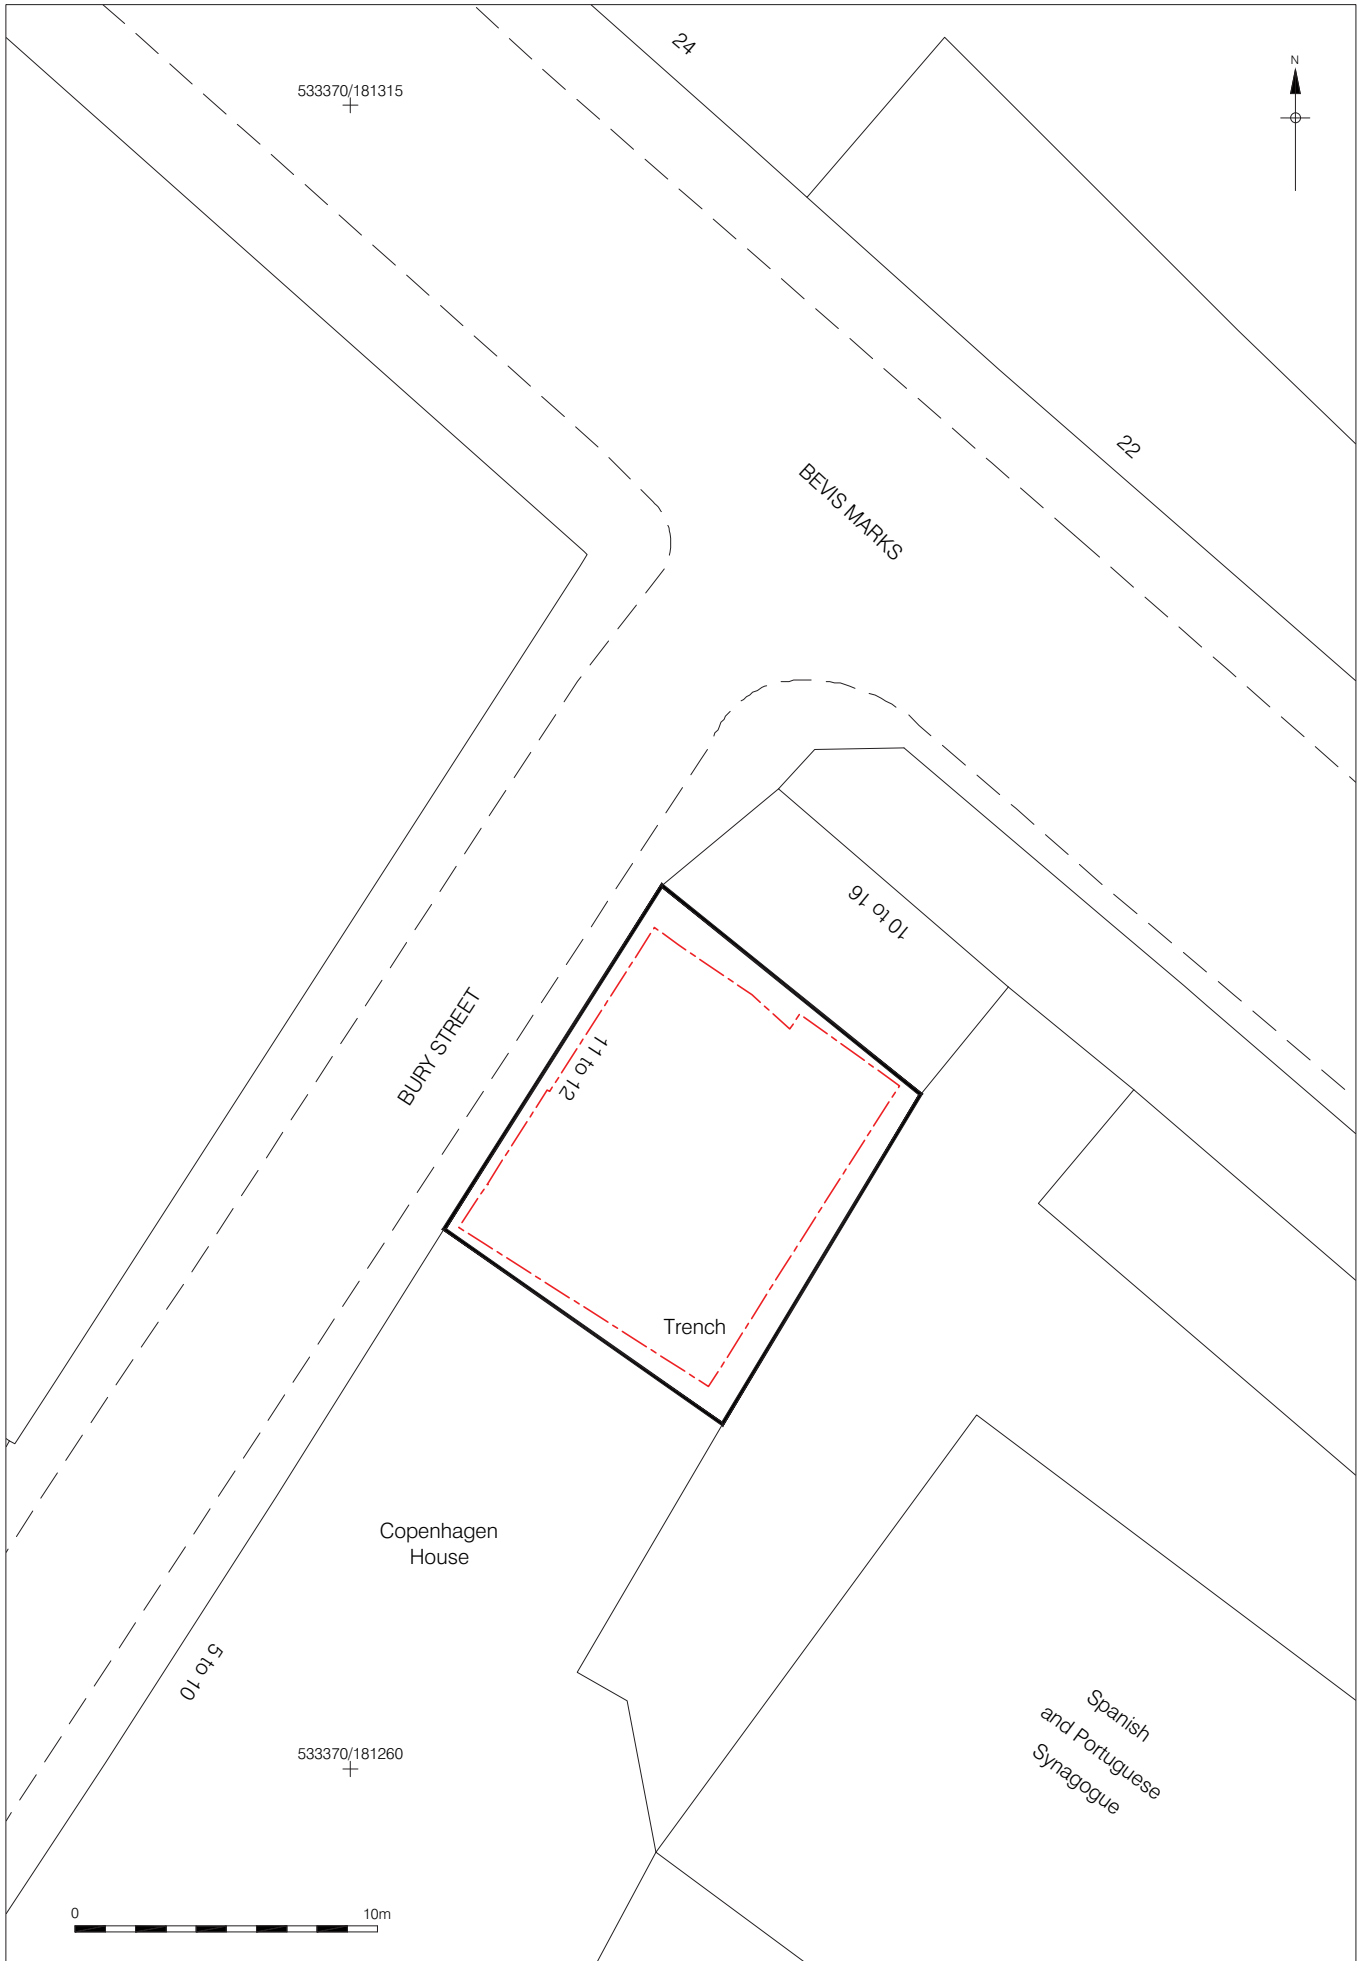 24
533370/181315
N
22
BEVIS MARKS
10 to 16
BURY STREET
11 to 12
Trench
Copenhagen
House
5 to 10
Spanish
and Portuguese
Synagogue
533370/181260
0 10m